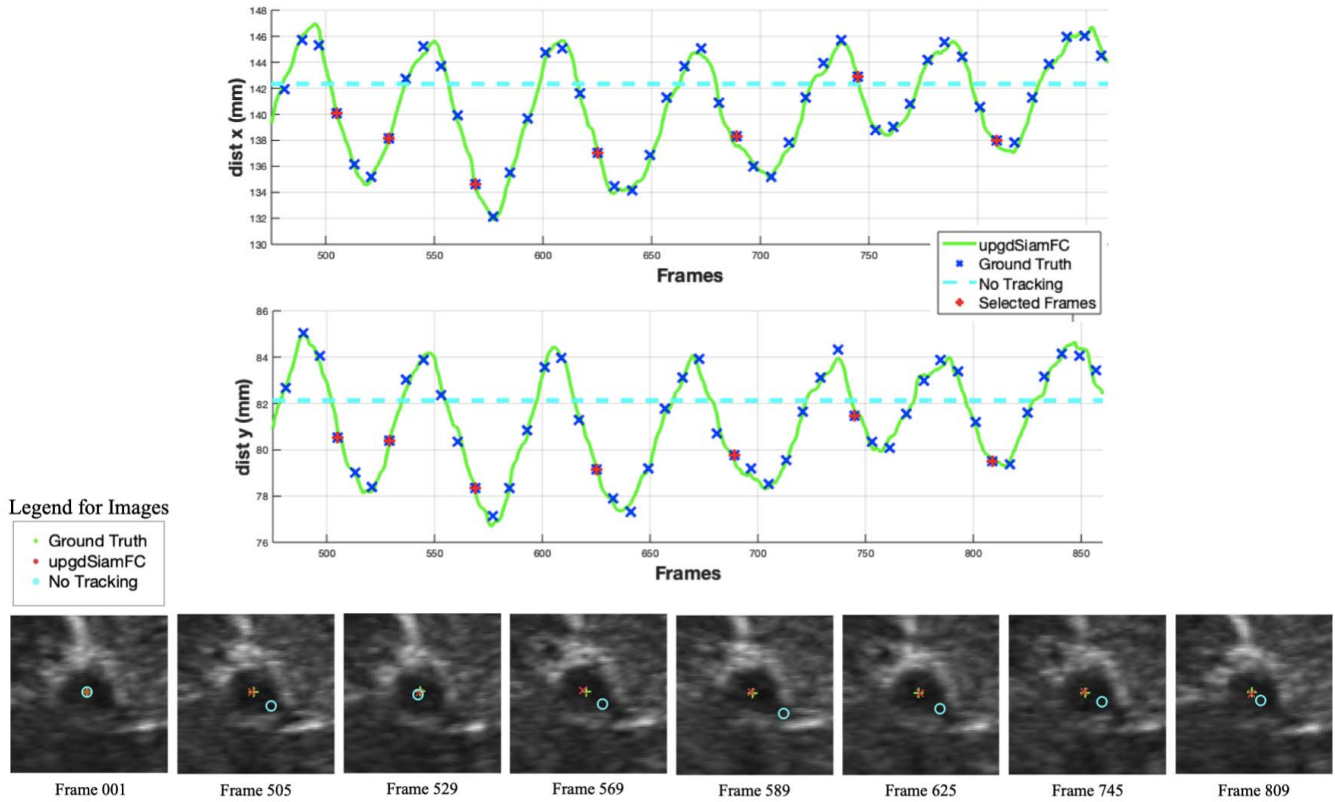 148
146
144
142
140
138
136
134
132
130
dist x (mm)
500 550 600 650 700 750
Frames
upgdSiamFC
Ground Truth
No Tracking
Selected Frames
86
84
82
80
78
76
dist y (mm)
500 550 600 650 700 750 800 850
Frames
Legend for Images
Ground Truth
upgdSiamFC
No Tracking
Frame 001 Frame 505 Frame 529 Frame 569 Frame 589 Frame 625 Frame 745 Frame 809